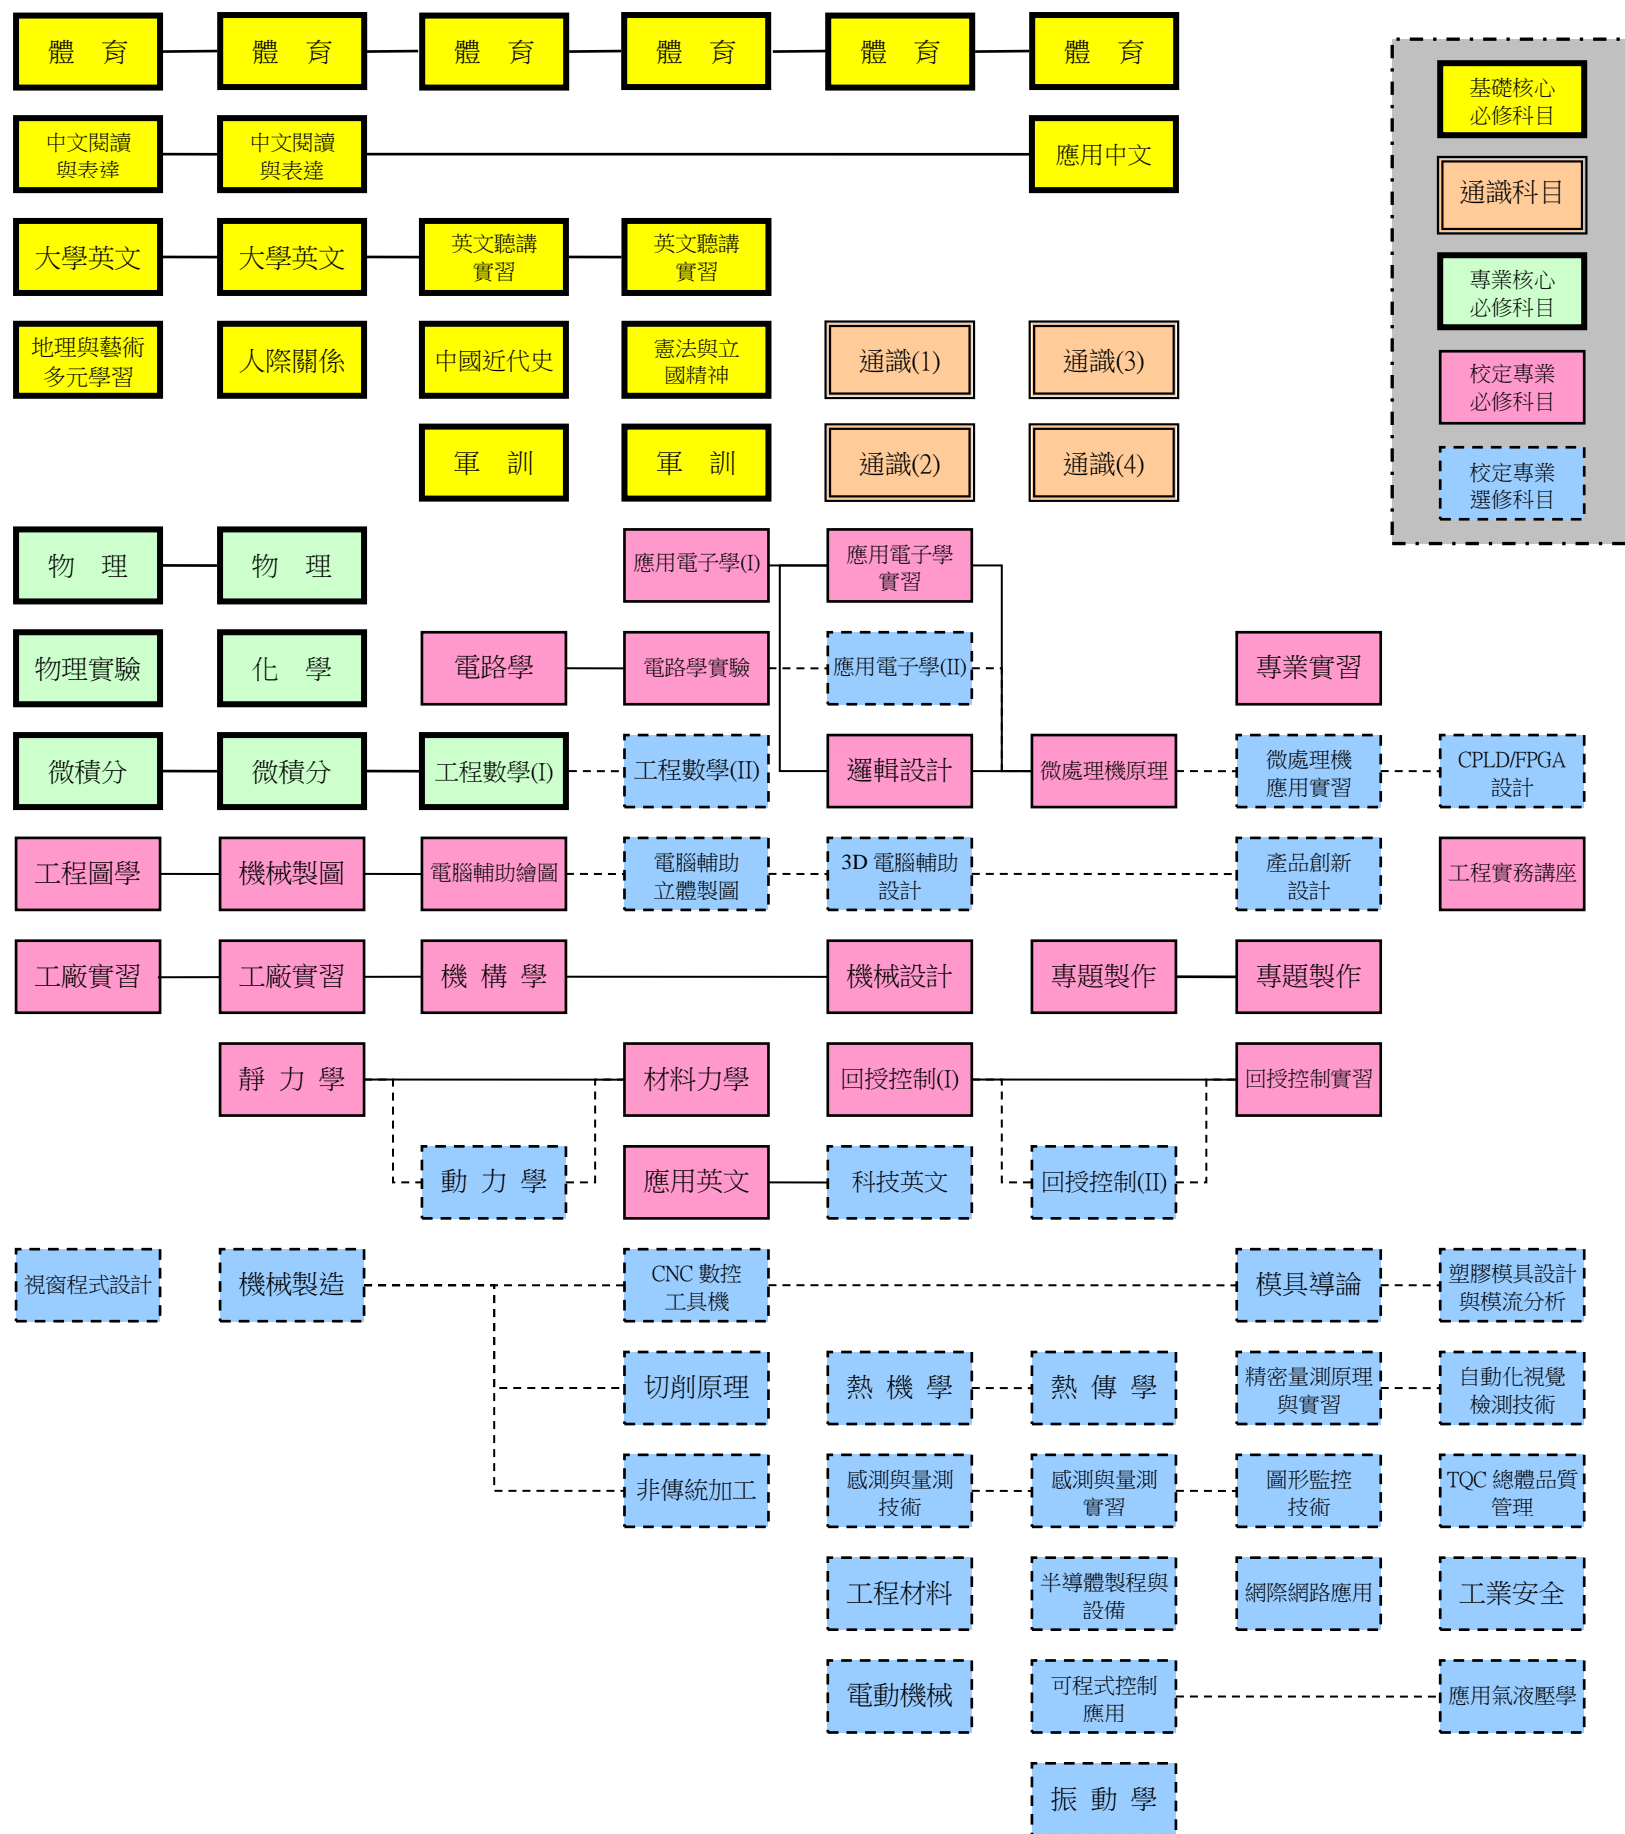 體 育
體 育
體 育
體 育
體 育
體 育
中文閱讀
與表達
中文閱讀
與表達
應用中文
大學英文
大學英文
英文聽講
實習
英文聽講
實習
地理與藝術
多元學習
人際關係
中國近代史
憲法與立
國精神
通識(1)
通識(3)
軍 訓
軍 訓
通識(2)
通識(4)
基礎核心
必修科目
通識科目
專業核心
必修科目
校定專業
必修科目
校定專業
選修科目
物 理
物 理
應用電子學(I)
應用電子學
實習
物理實驗
化 學
電路學
電路學實驗
應用電子學(II)
專業實習
微積分
微積分
工程數學(I)
工程數學(II)
邏輯設計
微處理機原理
微處理機
應用實習
CPLD/FPGA
設計
工程圖學
機械製圖
電腦輔助繪圖
電腦輔助
立體製圖
3D 電腦輔助
設計
產品創新
設計
工程實務講座
工廠實習
工廠實習
機 構 學
機械設計
專題製作
專題製作
靜 力 學
材料力學
回授控制(I)
回授控制實習
動 力 學
應用英文
科技英文
回授控制(II)
視窗程式設計
機械製造
CNC 數控
工具機
模具導論
塑膠模具設計
與模流分析
切削原理
熱 機 學
熱 傳 學
精密量測原理
與實習
自動化視覺
檢測技術
非傳統加工
感測與量測
技術
感測與量測
實習
圖形監控
技術
TQC 總體品質
管理
工程材料
半導體製程與
設備
網際網路應用
工業安全
電動機械
可程式控制
應用
應用氣液壓學
振 動 學